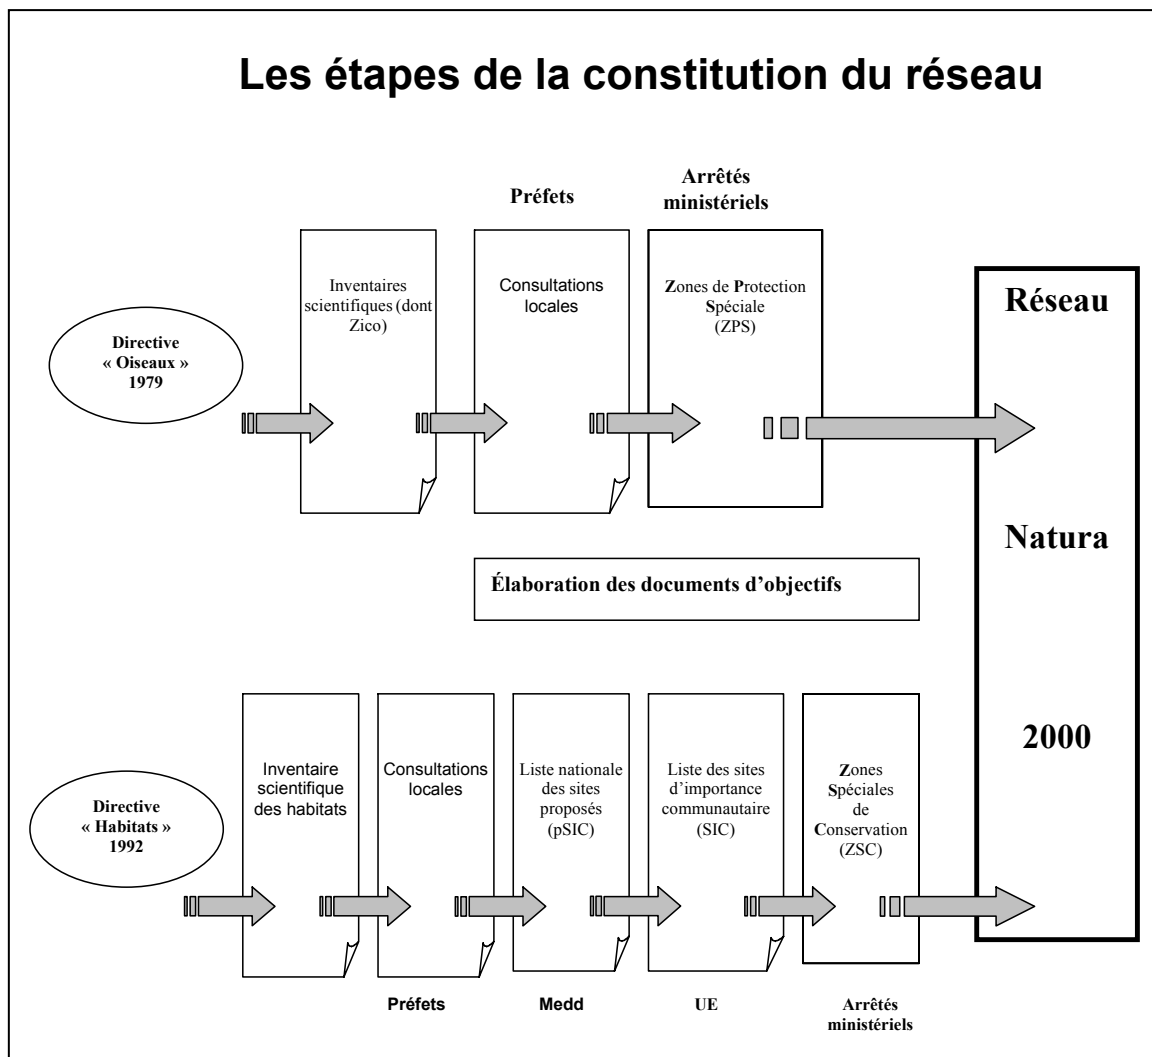 Les étapes de la constitution du réseau
Préfets
Arrêtés
ministériels
Directive
« Oiseaux »
1979
Inventaires
scientifiques (dont
Zico)
Consultations
locales
Zones de Protection
Spéciale
(ZPS)
Réseau
Natura
2000
Élaboration des documents d’objectifs
Directive
« Habitats »
1992
Inventaire
scientifique
des habitats
Consultations
locales
Liste nationale
des sites
proposés
(pSIC)
Liste des sites
d’importance
communautaire
(SIC)
Zones
Spéciales
de
Conservation
(ZSC)
Préfets
Medd
UE
Arrêtés
ministériels